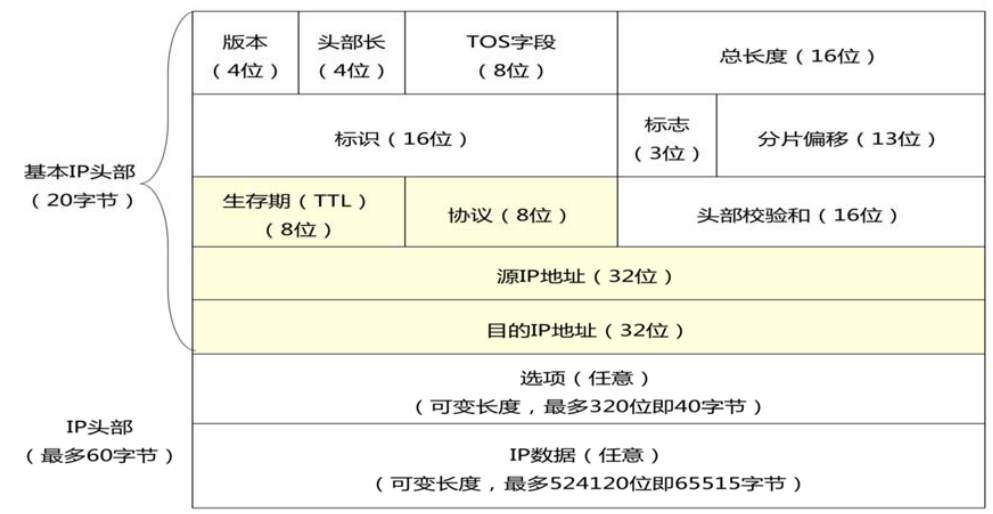 版本
（4位）
头部长
（4位）
TOS字段
（8位）
总长度（16位）
标识（16位）
标志
（3位）
分片偏移（13位）
基本IP头部
（20字节）
生存期（TTL）
（8位）
协议（8位）
头部校验和（16位）
源IP地址（32位）
目的IP地址（32位）
选项（任意）
（可变长度，最多320位即40字节）
IP头部
（最多60字节）
IP数据（任意）
（可变长度，最多524120位即65515字节）